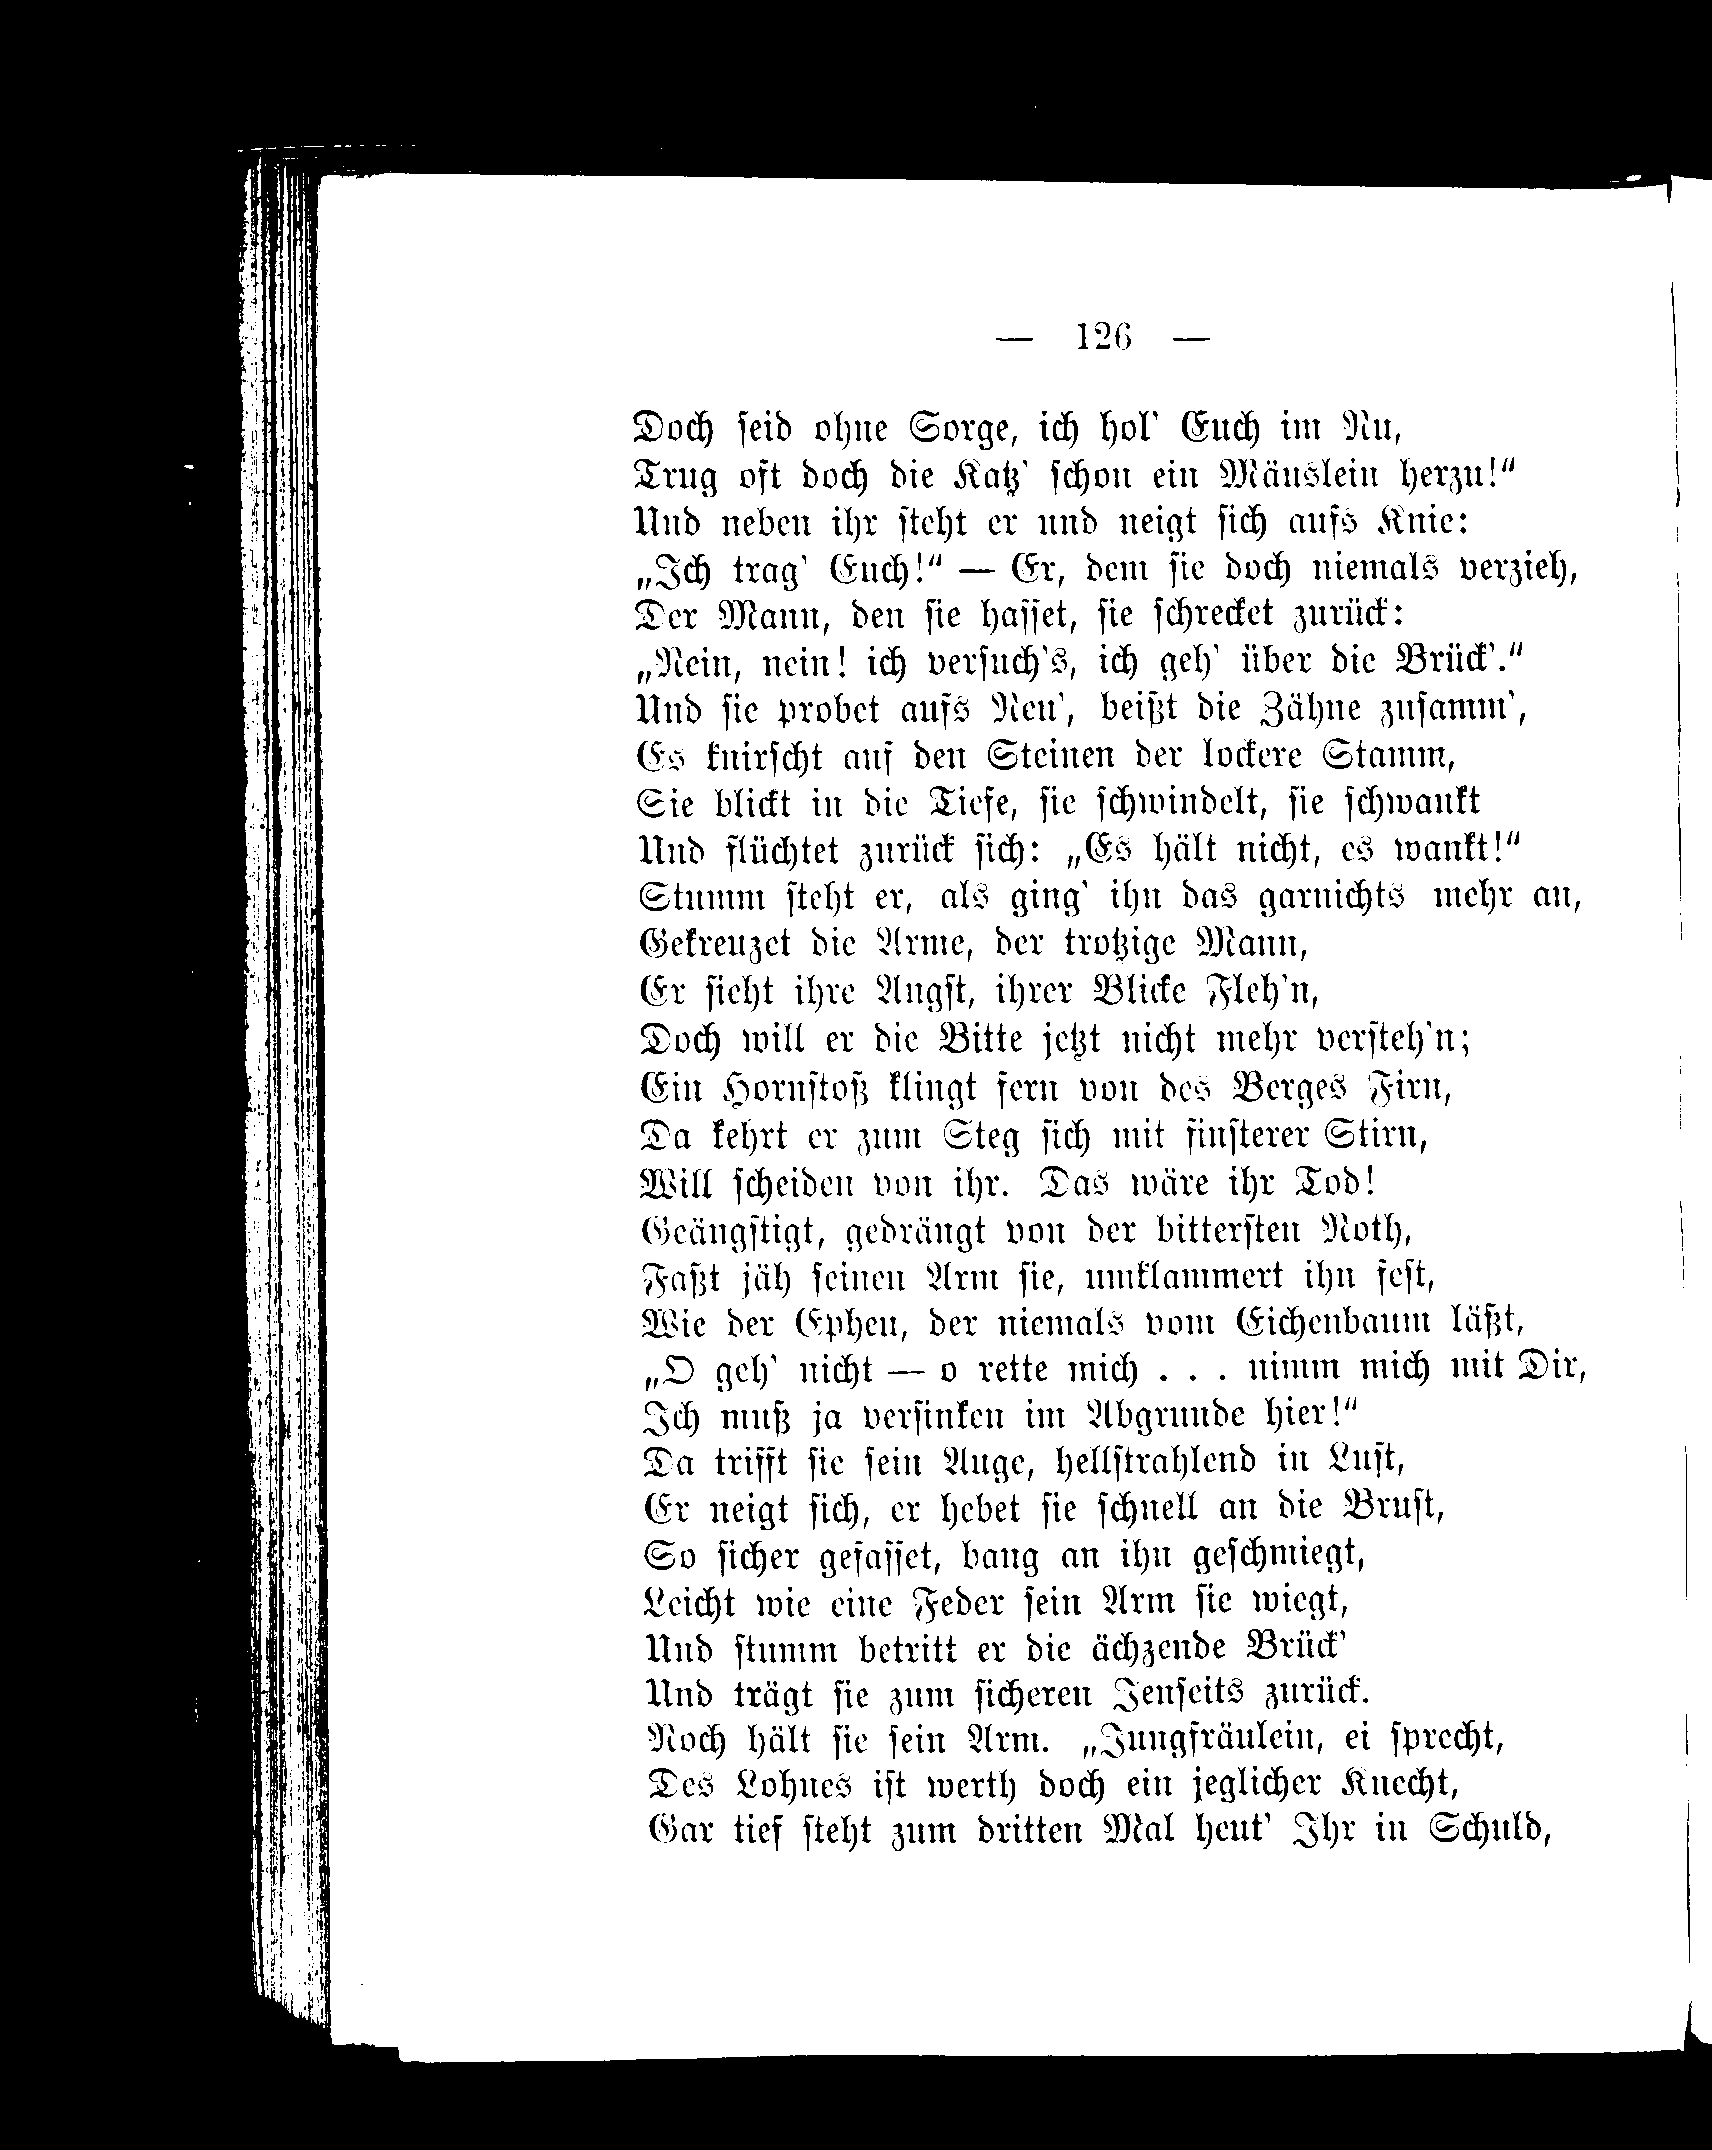 — 126 —
Doch ſeid ohne Sorge, ich hol' Euch im Nu,
Trug oft doch die Katz' ſchon ein Mäuslein herzu!“
Und neben ihr ſteht er und neigt ſich aufs Knie:
„Ich trag' Euch!“ — Er, dem ſie doch niemals verzieh,
Der Mann, den ſie haſſet, ſie ſchrecket zurück:
„Nein, nein! ich verſuch's, ich geh' über die Brück'.“
Und ſie probet aufs Neu', beißt die Zähne zuſamm',
Es knirſcht auf den Steinen der lockere Stamm,
Sie blickt in die Tiefe, ſie ſchwindelt, ſie ſchwankt
Und flüchtet zurück ſich: „Es hält nicht, es wankt!“
Stumm ſteht er, als ging' ihn das garnichts mehr an,
Gekreuzet die Arme, der trotzige Mann,
Er ſieht ihre Angſt, ihrer Blicke Fleh'n,
Doch will er die Bitte jetzt nicht mehr verſteh'n;
Ein Hornſtoß klingt fern von des Berges Firn,
Da kehrt er zum Steg ſich mit finſterer Stirn,
Will ſcheiden von ihr. Das wäre ihr Tod!
Geängſtigt, gedrängt von der bitterſten Noth,
Faßt jäh ſeinen Arm ſie, umklammert ihn feſt,
Wie der Epheu, der niemals vom Eichenbaum läßt,
„O geh' nicht — o rette mich . . . nimm mich mit Dir,
Ich muß ja verſinken im Abgrunde hier!“
Da trifft ſie ſein Auge, hellſtrahlend in Luſt,
Er neigt ſich, er hebet ſie ſchnell an die Bruſt,
So ſicher gefaſſet, bang an ihn geſchmiegt,
Leicht wie eine Feder ſein Arm ſie wiegt,
Und ſtumm betritt er die ächzende Brück'
Und trägt ſie zum ſicheren Jenſeits zurück.
Noch hält ſie ſein Arm. „Jungfräulein, ei ſprecht,
Des Lohnes iſt werth doch ein jeglicher Knecht,
Gar tief ſteht zum dritten Mal heut' Ihr in Schuld,